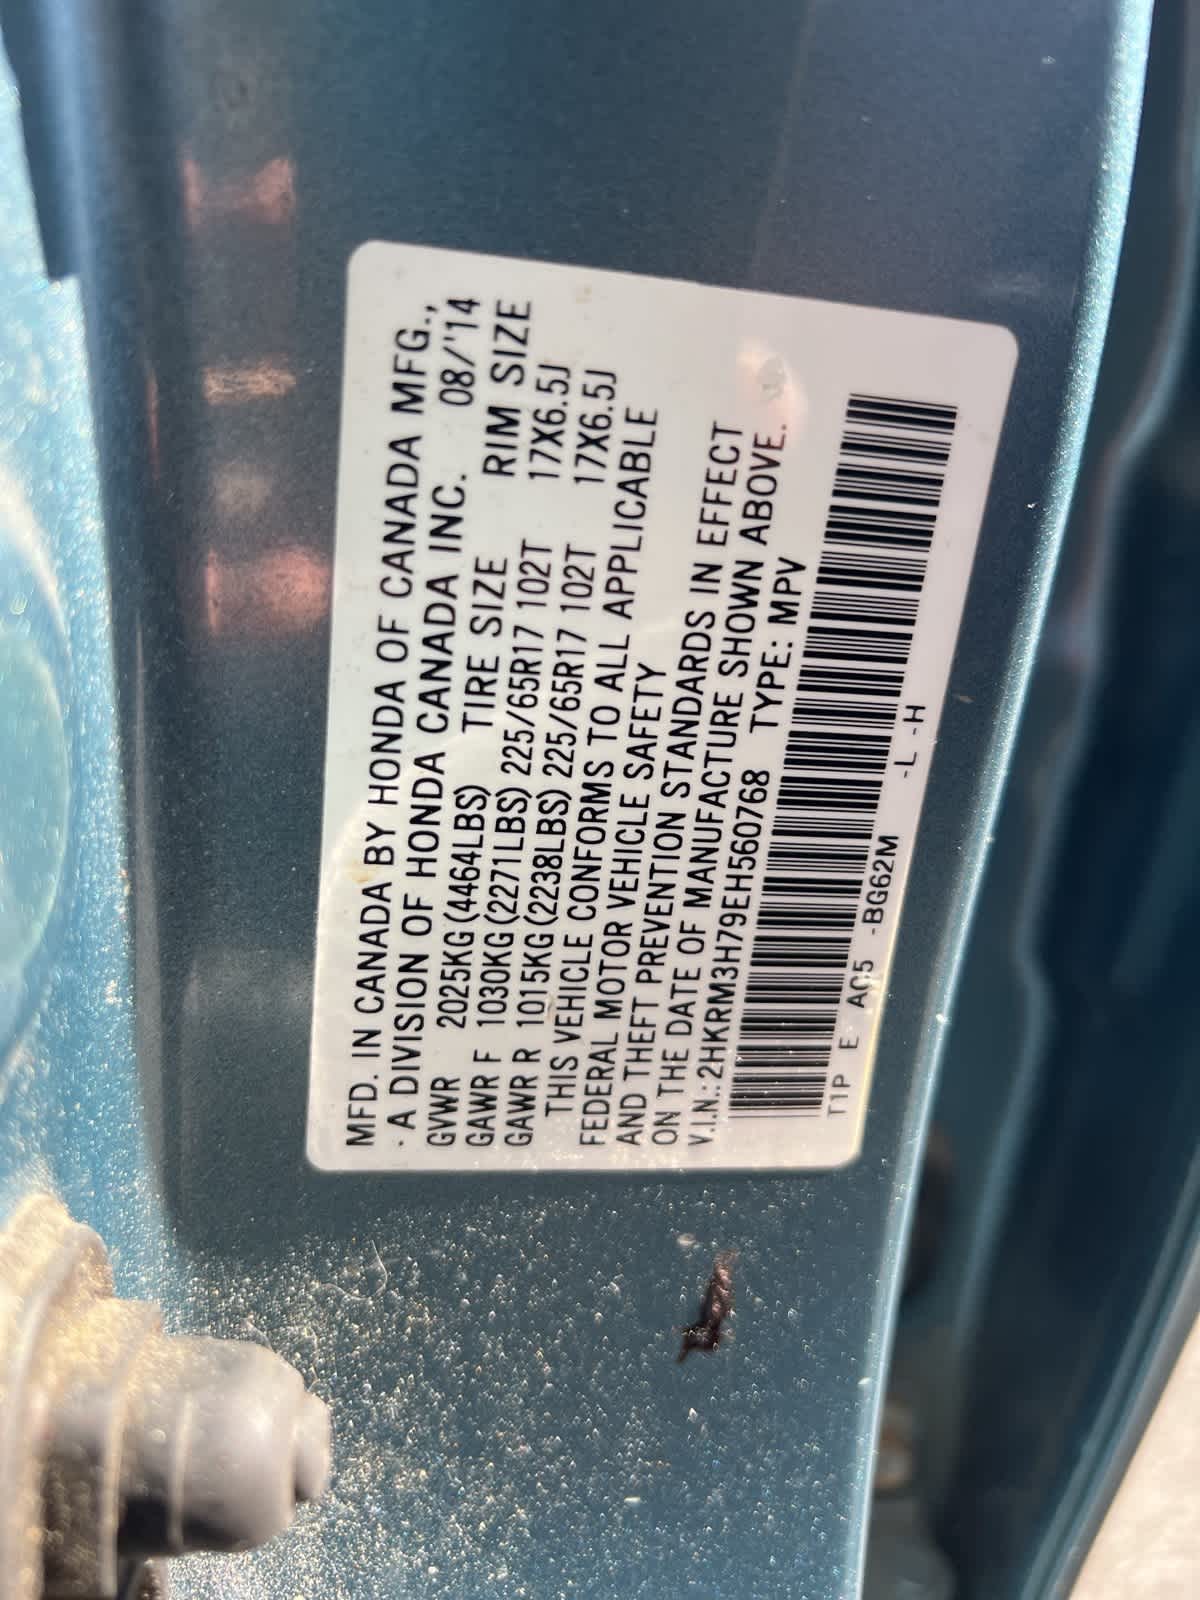 MFD. IN CANADA BY HONDA OF CANADA MFG.,
· A DIVISION OF HONDA CANADA INC. 08/'14
GVWR 2025KG(4464LBS) TIRE SIZE RIM SIZE
GAWR F 1030KG(2271LBS) 225/65R17 102T 17X6.5J
GAWR R 1015KG(2238LBS) 225/65R17 102T 17X6.5J
THIS VEHICLE CONFORMS TO ALL APPLICABLE
FEDERAL MOTOR VEHICLE SAFETY
AND THEFT PREVENTION STANDARDS IN EFFECT
ON THE DATE OF MANUFACTURE SHOWN ABOVE.
V.I.N.:2HKRM3H79EH560768 TYPE: MPV
T1P E AC5 -BG62M -L -H